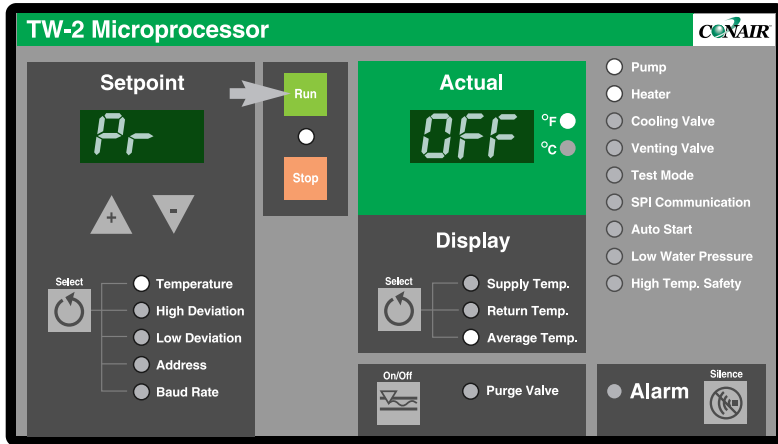 TW-2 Microprocessor
CONAIR
Setpoint
Pr
Select
Temperature
High Deviation
Low Deviation
Address
Baud Rate
Run
Stop
Actual
OFF
°F
°C
Display
Select
Supply Temp.
Return Temp.
Average Temp.
On/Off
Purge Valve
Pump
Heater
Cooling Valve
Venting Valve
Test Mode
SPI Communication
Auto Start
Low Water Pressure
High Temp. Safety
Alarm
Silence